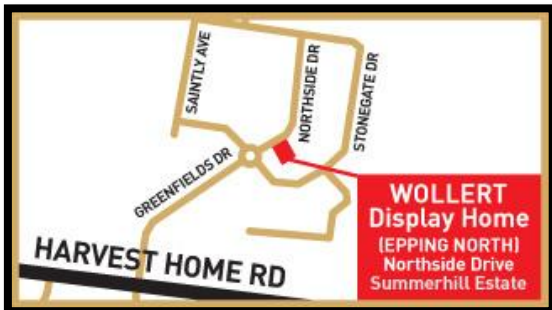 SAINTLY AVE
NORTHSIDE DR
STONEGATE DR
GREENFIELDS DR
HARVEST HOME RD
WOLLERT
Display Home
(EPPING NORTH)
Northside Drive
Summerhill Estate